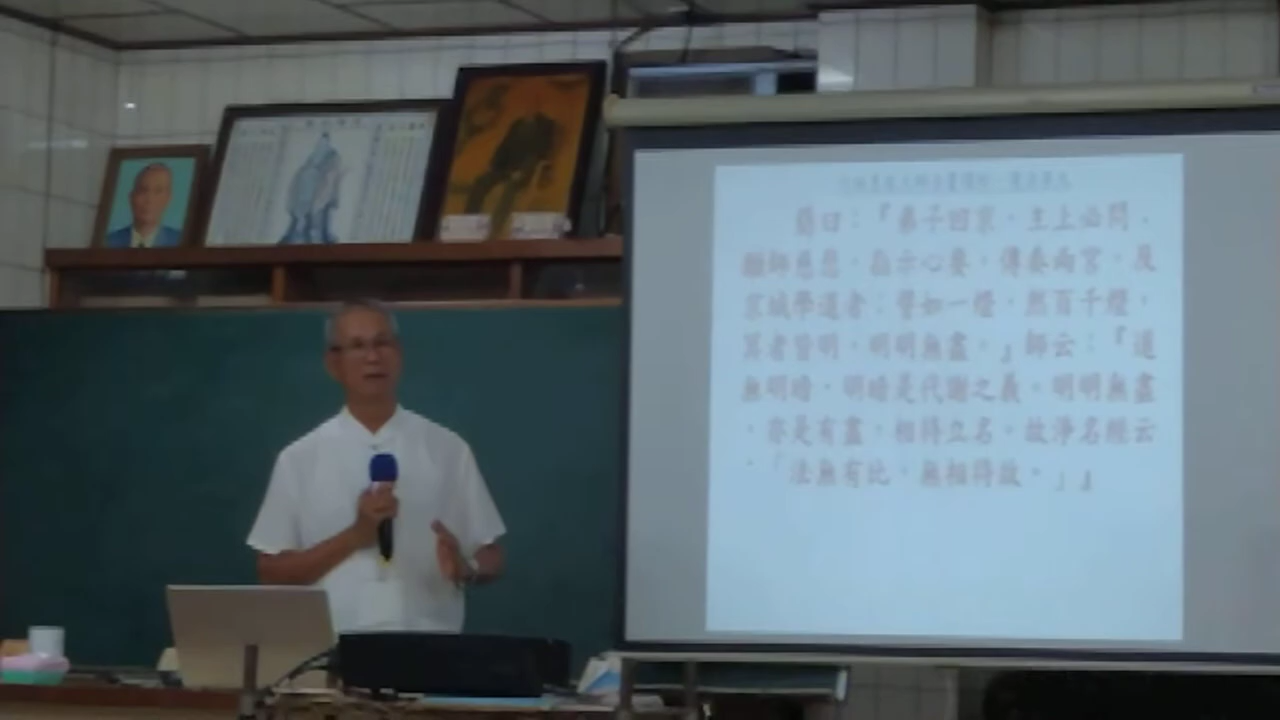 簡曰：『弟子回京，主上必問，
願師慈悲，指示心要，傳奏兩宮，及
京城學道者；譬如一燈，然百千燈，
冥者皆明，明明無盡。』師云：『道
無明暗，明暗是代謝之義。明明無盡
，亦是有盡，相待立名。故淨名經云
，「法無有比，無相待故。」』